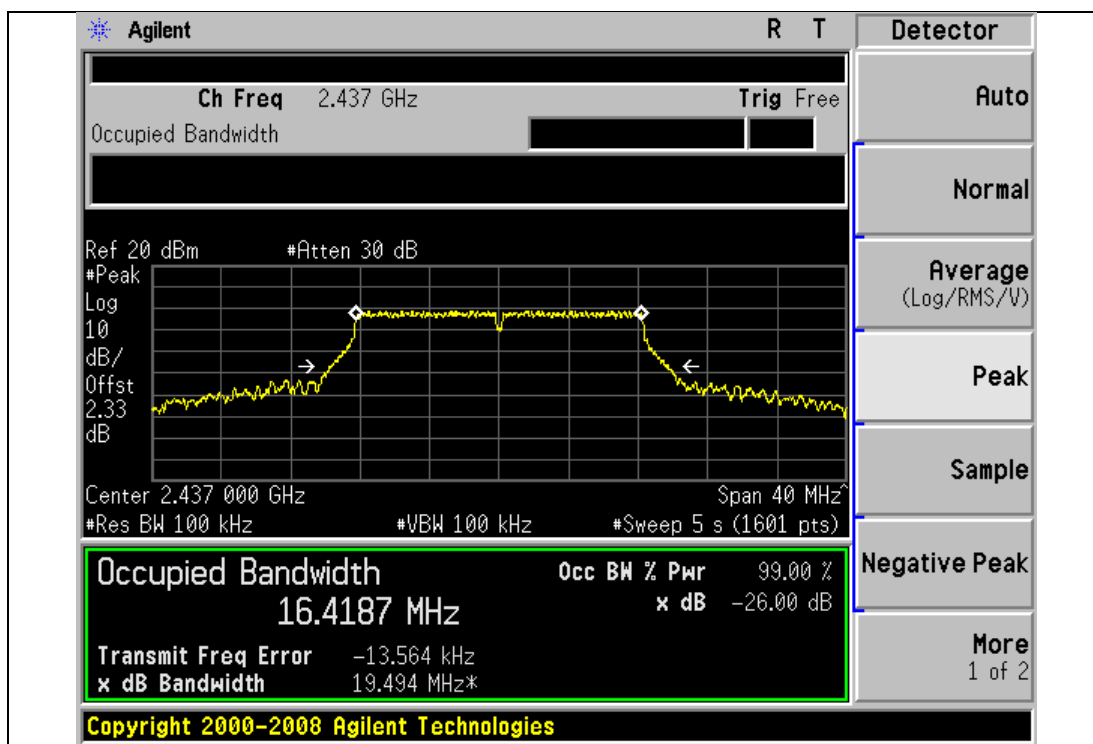 Agilent R T Detector
Ch Freq 2.437 GHz Trig Free
Occupied Bandwidth
Ref 20 dBm #Atten 30 dB
#Peak
Log
10
dB/
Offst
2.33
dB
Center 2.437 000 GHz Span 40 MHz^
#Res BW 100 kHz #VBW 100 kHz #Sweep 5 s (1601 pts)
Occupied Bandwidth Occ BW % Pwr 99.00 %
16.4187 MHz x dB -26.00 dB
Transmit Freq Error -13.564 kHz
x dB Bandwidth 19.494 MHz*
Copyright 2000-2008 Agilent Technologies
Auto
Normal
Average
(Log/RMS/V)
Peak
Sample
Negative Peak
More
1 of 2